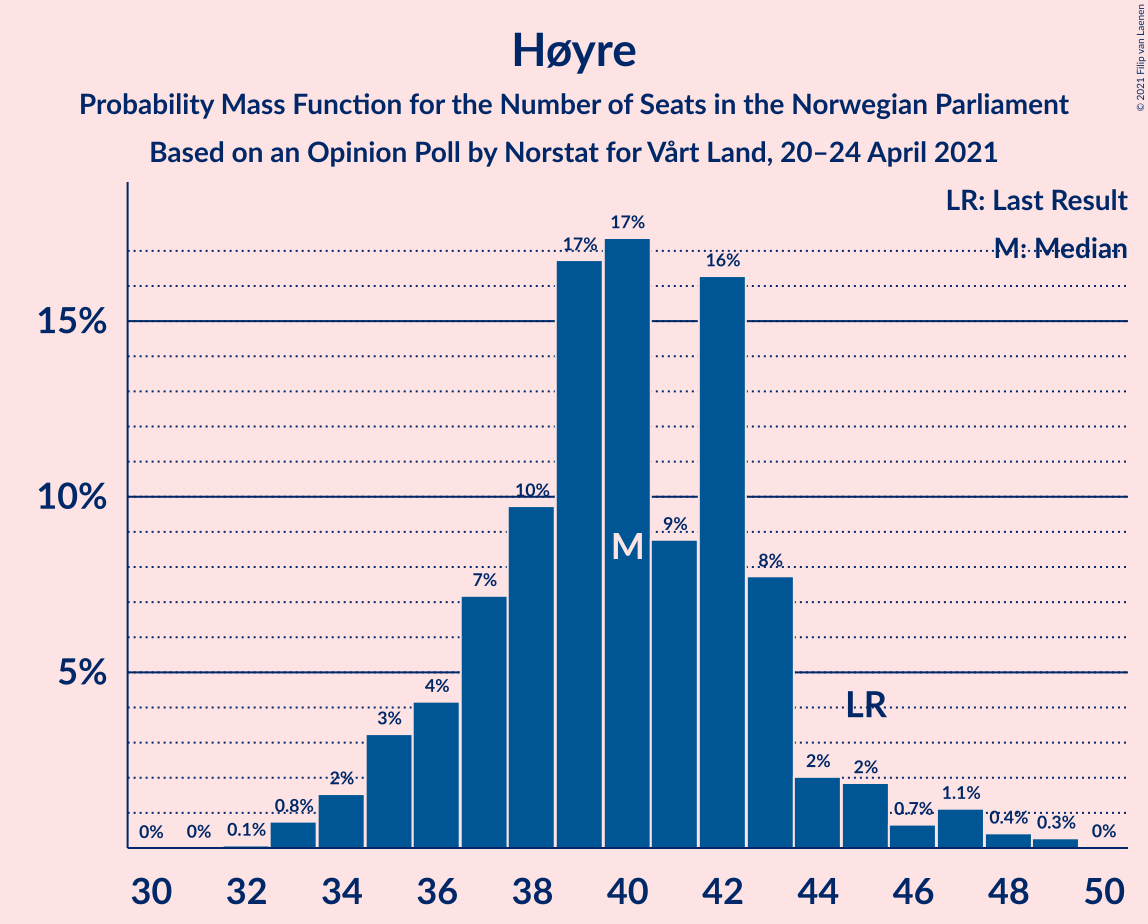 Høyre
Probability Mass Function for the Number of Seats in the Norwegian Parliament
Based on an Opinion Poll by Norstat for Vårt Land, 20–24 April 2021
© 2021 Filip van Laenen
LR: Last Result
M: Median
15%
10%
5%
0%
0%
0.1%
0.8%
2%
3%
4%
7%
10%
17%
17%
9%
16%
8%
2%
2%
0.7%
1.1%
0.4%
0.3%
0%
M
LR
30 32 34 36 38 40 42 44 46 48 50